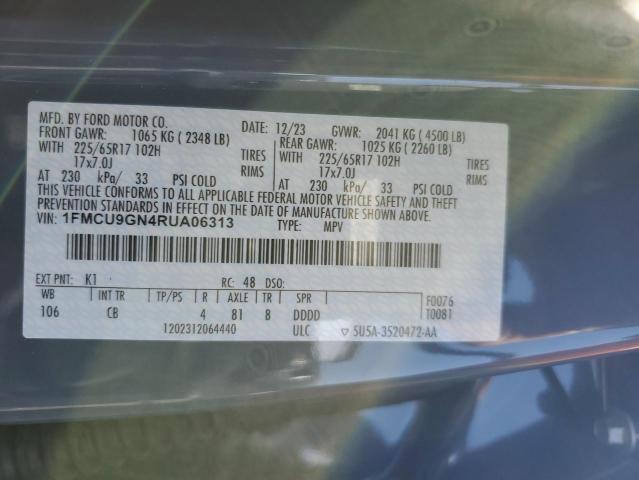 MFD. BY FORD MOTOR CO. 12/23 GVWR: 2041 KG (4500 LB)
FRONT GAWR: 1065 KG (2348 LB) REAR GAWR: 1025 KG (2260 LB)
WITH 225/65R17 102H TIRES WITH 225/65R17 102H TIRES
17x7.0J RIMS 17x7.0J RIMS
AT 230 kPa/ 33 PSI COLD AT 230 kPa/ 33 PSI COLD
THIS VEHICLE CONFORMS TO ALL APPLICABLE FEDERAL MOTOR VEHICLE SAFETY AND THEFT
PREVENTION STANDARDS IN EFFECT ON THE DATE OF MANUFACTURE SHOWN ABOVE.
VIN: 1FMCU9GN4RUA06313 TYPE: MPV
EXT PNT: K1 RC: 48 DSO:
WB INT TR TP/PS R AXLE TR SPR F0076
106 CB 4 81 8 DDDD T0081
1202312064440 ULC 5U5A-3520472-AA